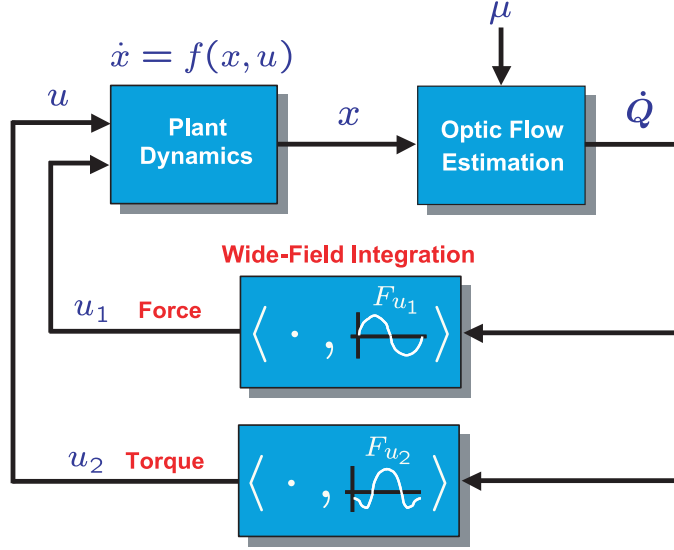 μ
ẋ = f(x, u)
u
Plant
Dynamics
x
Optic Flow
Estimation
Q̇
Wide-Field Integration
u₁ Force
⟨ · , F_{u₁} ⟩
u₂ Torque
⟨ · , F_{u₂} ⟩